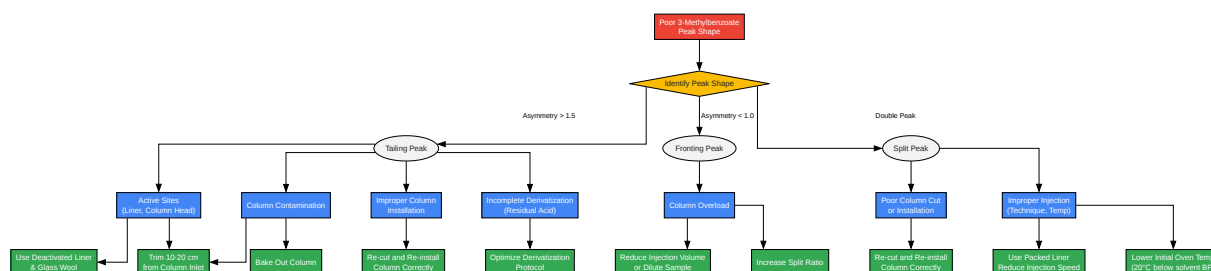 Poor 3-Methylbenzoate
Peak Shape
Identify Peak Shape
Asymmetry > 1.5
Asymmetry < 1.0
Double Peak
Tailing Peak
Fronting Peak
Split Peak
Active Sites
(Liner, Column Head)
Column Contamination
Improper Column
Installation
Incomplete Derivatization
(Residual Acid)
Column Overload
Poor Column Cut
or Installation
Improper Injection
(Technique, Temp)
Use Deactivated Liner
& Glass Wool
Trim 10-20 cm
from Column Inlet
Bake Out Column
Re-cut and Re-install
Column Correctly
Optimize Derivatization
Protocol
Reduce Injection Volume
or Dilute Sample
Increase Split Ratio
Re-cut and Re-install
Column Correctly
Use Packed Liner
Reduce Injection Speed
Lower Initial Oven Tem
(20°C below solvent BP